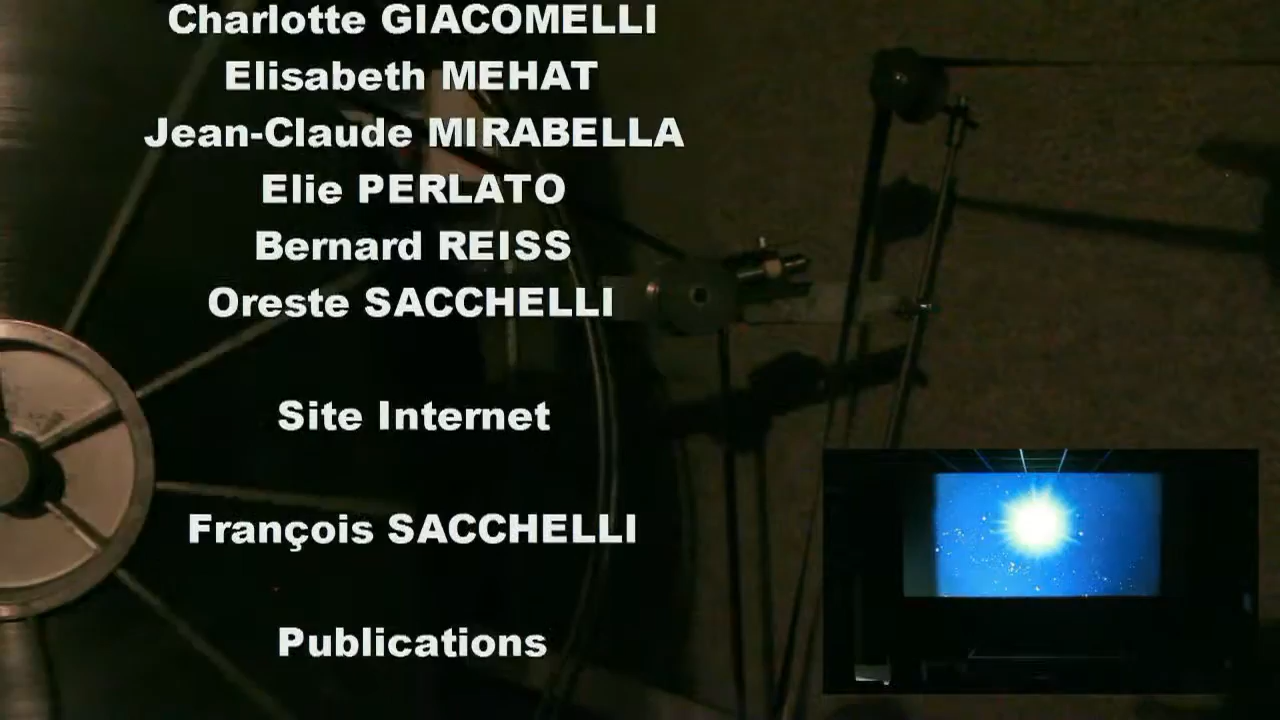 Charlotte GIACOMELLI
Elisabeth MEHAT
Jean-Claude MIRABELLA
Elie PERLATO
Bernard REISS
Oreste SACCHELLI
Site Internet
François SACCHELLI
Publications